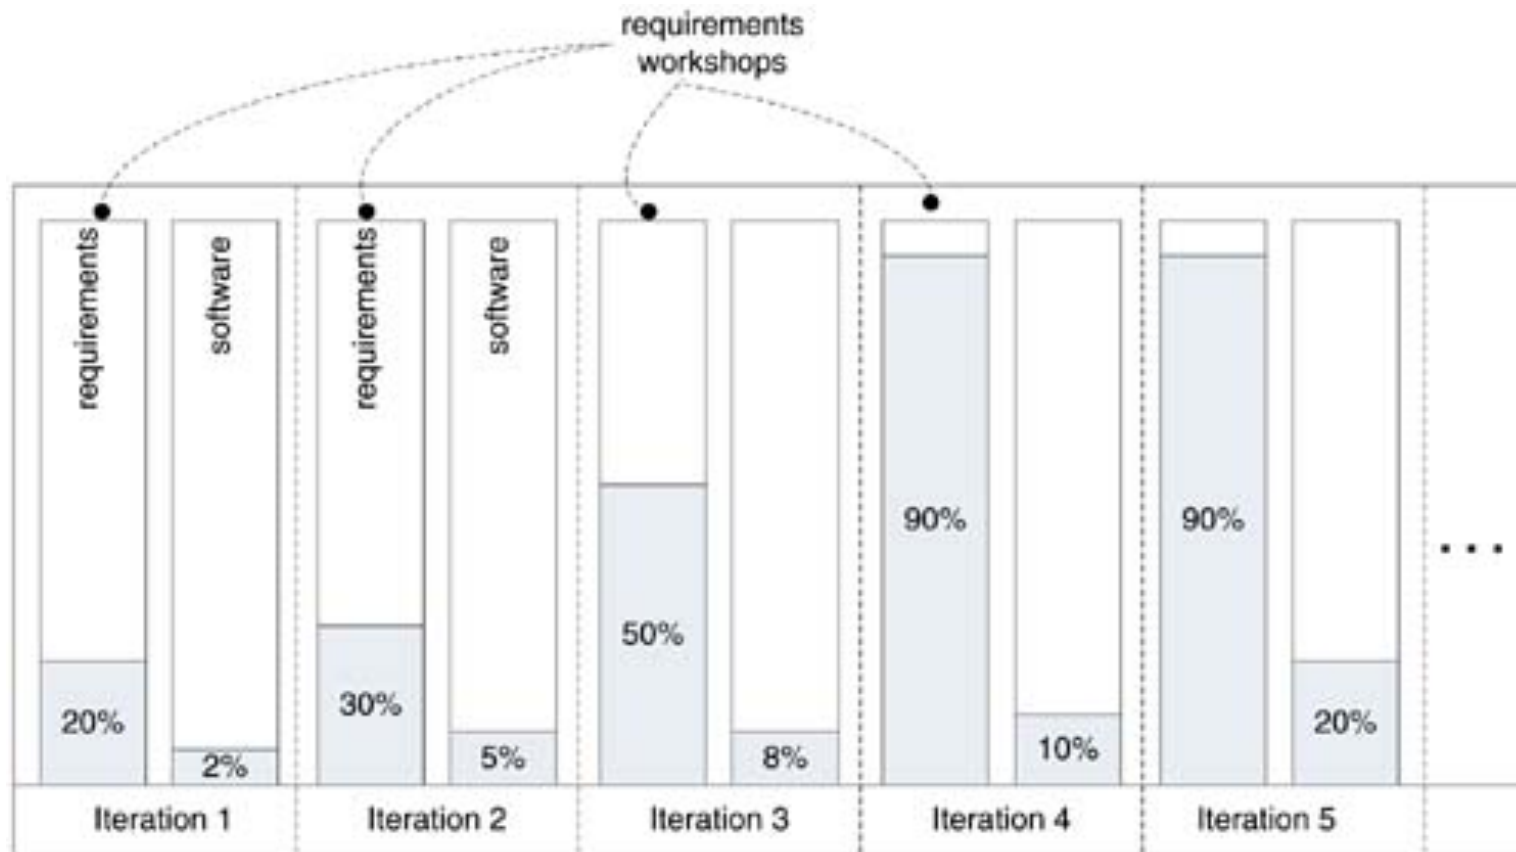 requirements
workshops
requirements
software
requirements
software
20%
2%
30%
5%
50%
8%
90%
10%
90%
20%
. . .
Iteration 1
Iteration 2
Iteration 3
Iteration 4
Iteration 5